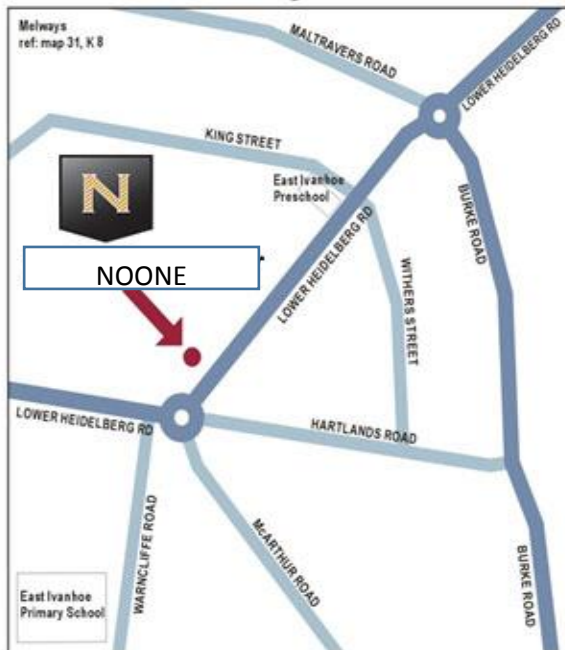 Melways
ref: map 31, K 8
MALTRAVERS ROAD
LOWER HEIDELBERG RD
KING STREET
East Ivanhoe
Preschool
BURKE ROAD
N
LOWER HEIDELBERG RD
WITHERS STREET
NOONE
LOWER HEIDELBERG RD
HARTLANDS ROAD
WARNCLIFFE ROAD
McARTHUR ROAD
BURKE ROAD
East Ivanhoe
Primary School